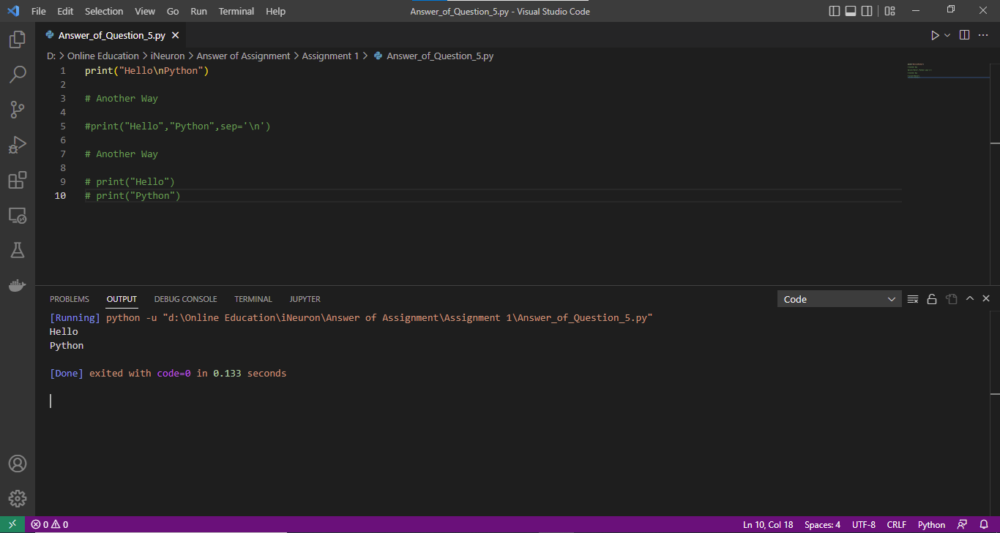 File Edit Selection View Go Run Terminal Help Answer_of_Question_5.py - Visual Studio Code
Answer_of_Question_5.py
D: > Online Education > iNeuron > Answer of Assignment > Assignment 1 > Answer_of_Question_5.py
1 print("Hello\nPython")
2
3 # Another Way
4
5 #print("Hello","Python",sep='\n')
6
7 # Another Way
8
9 # print("Hello")
10 # print("Python")
PROBLEMS OUTPUT DEBUG CONSOLE TERMINAL JUPYTER Code
[Running] python -u "d:\Online Education\iNeuron\Answer of Assignment\Assignment 1\Answer_of_Question_5.py"
Hello
Python
[Done] exited with code=0 in 0.133 seconds
0 0 Ln 10, Col 18 Spaces: 4 UTF-8 CRLF Python